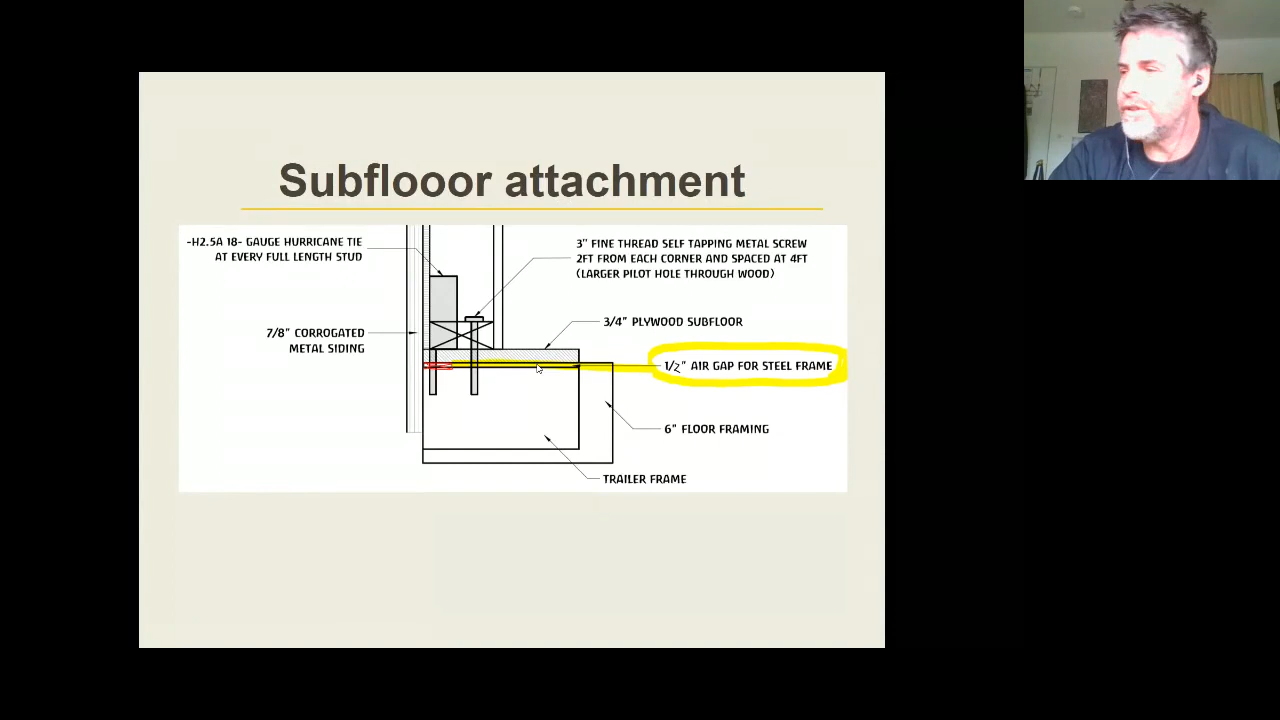 Subflooor attachment
-H2.5A 18- GAUGE HURRICANE TIE
AT EVERY FULL LENGTH STUD
3" FINE THREAD SELF TAPPING METAL SCREW
2FT FROM EACH CORNER AND SPACED AT 4FT
(LARGER PILOT HOLE THROUGH WOOD)
7/8" CORROGATED
METAL SIDING
3/4" PLYWOOD SUBFLOOR
1/2" AIR GAP FOR STEEL FRAME
6" FLOOR FRAMING
TRAILER FRAME